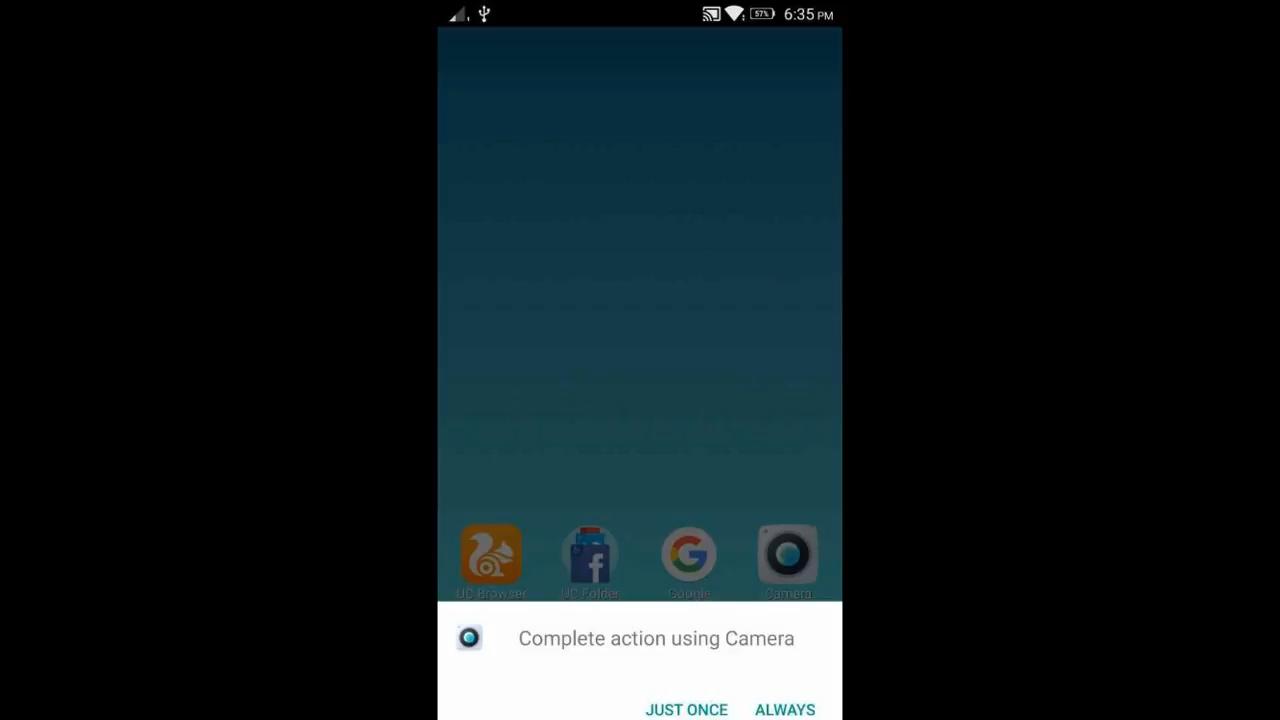 57% 6:35 PM
UC Browser UC Folder Google Camera
Complete action using Camera
JUST ONCE ALWAYS